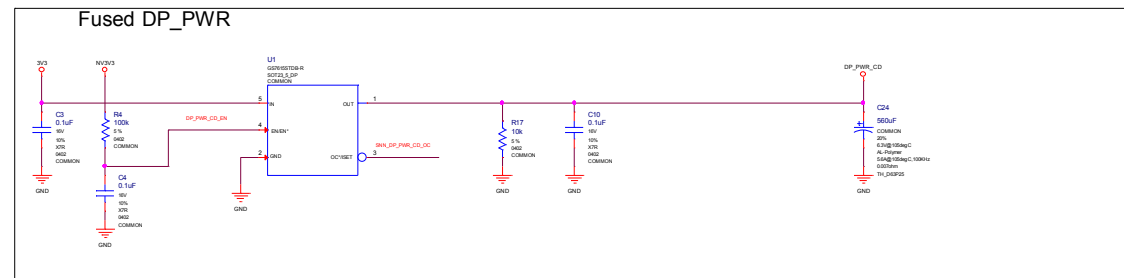 Fused DP_PWR
3V3
NV3V3
U1
GS7615STDB-R
SOT23_5_DP
COMMON
DP_PWR_CD
5
IN
OUT
1
C3
0.1uF
16V
10%
X7R
0402
COMMON
R4
100k
5 %
0402
COMMON
DP_PWR_CD_EN
4
EN/EN*
2
GND
OC*/ISET
3
GNN_DP_PWR_CD_OC
R17
10k
5 %
0402
COMMON
C10
0.1uF
16V
10%
X7R
0402
COMMON
C24
560uF
COMMON
20%
6.3V@105degC
AL-Polymer
5.6A@105degC,100KHz
0.007ohm
TH_D63P25
C4
0.1uF
16V
10%
X7R
0402
COMMON
GND
GND
GND
GND
GND
GND